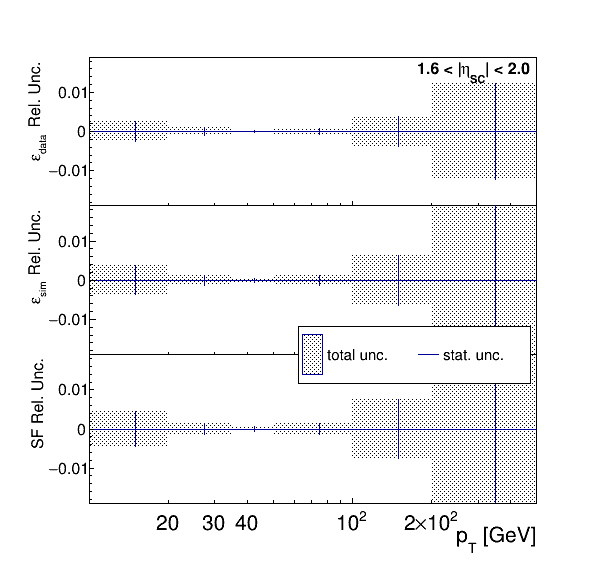 1.6 < |η_SC| < 2.0
ε_data Rel. Unc.
0.01
0
−0.01
ε_sim Rel. Unc.
0.01
0
−0.01
total unc.
stat. unc.
SF Rel. Unc.
0.01
0
−0.01
20 30 40 10² 2×10²
p_T [GeV]